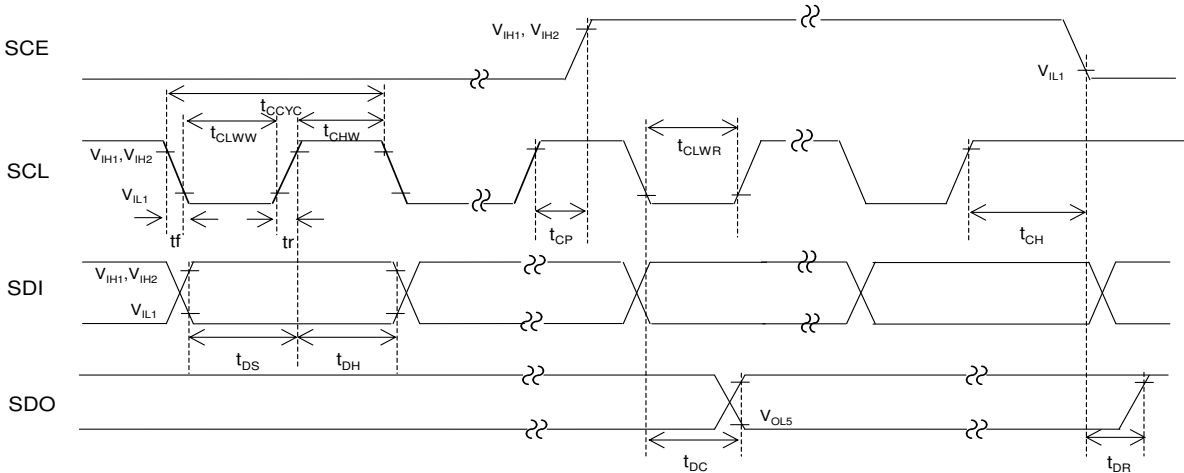 SCE
V_IH1, V_IH2
V_IL1
t_CCYC
t_CLWW
t_CHW
t_CLWR
SCL
V_IH1,V_IH2
V_IL1
tf
tr
t_CP
t_CH
SDI
V_IH1,V_IH2
V_IL1
t_DS
t_DH
SDO
V_OL5
t_DC
t_DR